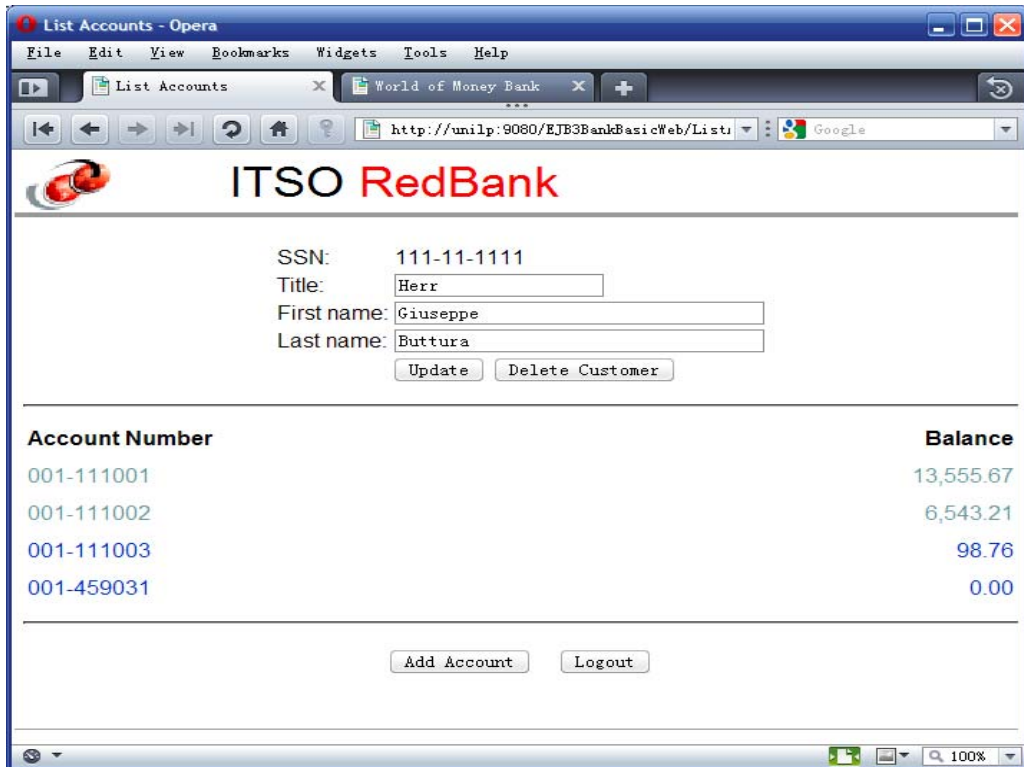 List Accounts - Opera
File Edit View Bookmarks Widgets Tools Help
List Accounts World of Money Bank
http://unilp:9080/EJB3BankBasicWeb/List Google
ITSO RedBank
SSN: 111-11-1111
Title: Herr
First name: Giuseppe
Last name: Buttura
Update Delete Customer
Account Number Balance
001-111001 13,555.67
001-111002 6,543.21
001-111003 98.76
001-459031 0.00
Add Account Logout
100%